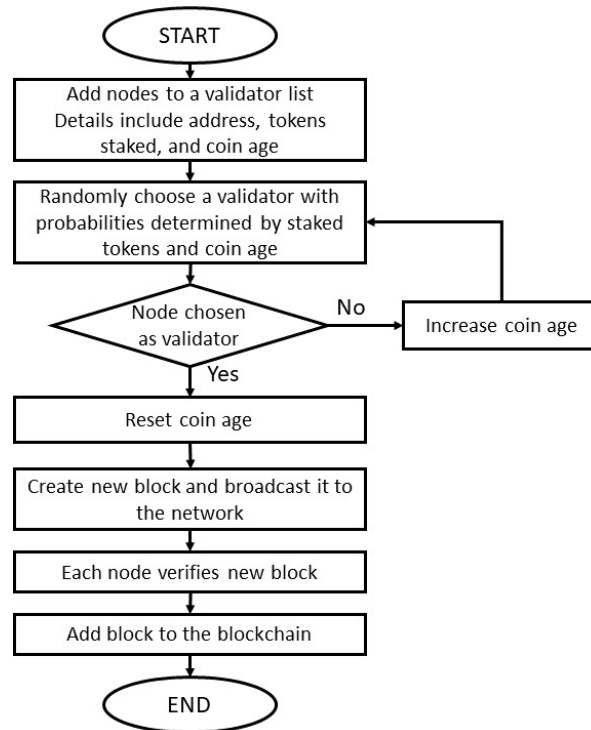 START
Add nodes to a validator list
Details include address, tokens
staked, and coin age
Randomly choose a validator with
probabilities determined by staked
tokens and coin age
Node chosen
as validator
No
Increase coin age
Yes
Reset coin age
Create new block and broadcast it to
the network
Each node verifies new block
Add block to the blockchain
END